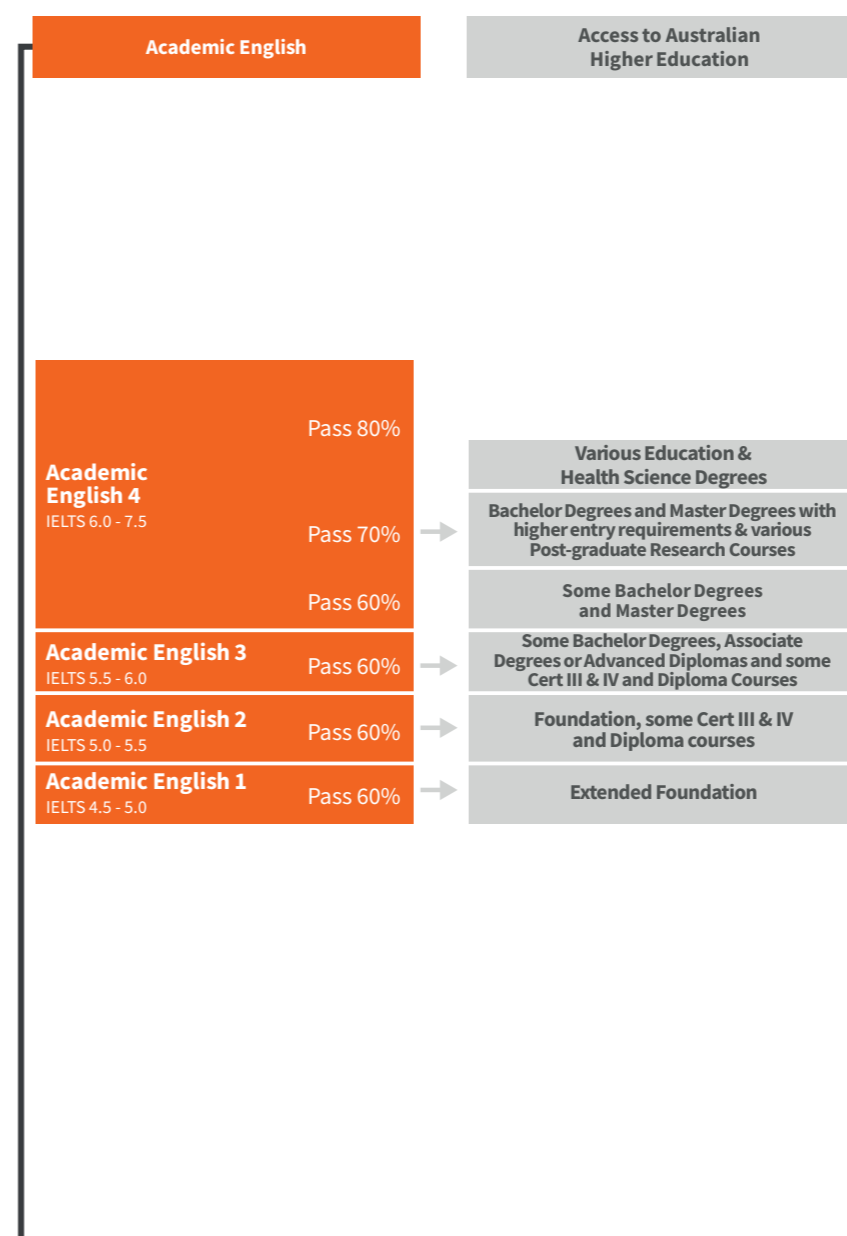 Academic English
Access to Australian
Higher Education
Pass 80%
Academic
English 4
IELTS 6.0 - 7.5
Pass 70%
Pass 60%
Various Education &
Health Science Degrees
Bachelor Degrees and Master Degrees with
higher entry requirements & various
Post-graduate Research Courses
Some Bachelor Degrees
and Master Degrees
Academic English 3
IELTS 5.5 - 6.0
Pass 60%
Some Bachelor Degrees, Associate
Degrees or Advanced Diplomas and some
Cert III & IV and Diploma Courses
Academic English 2
IELTS 5.0 - 5.5
Pass 60%
Foundation, some Cert III & IV
and Diploma courses
Academic English 1
IELTS 4.5 - 5.0
Pass 60%
Extended Foundation